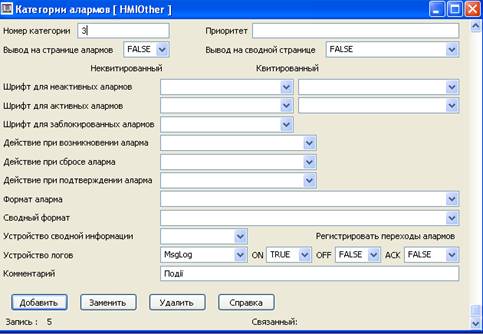 Категории алармов [ HMIOther ]
Номер категории 3 Приоритет
Вывод на странице алармов FALSE Вывод на сводной странице FALSE
Неквитированный Квитированный
Шрифт для неактивных алармов
Шрифт для активных алармов
Шрифт для заблокированных алармов
Действие при возникновении аларма
Действие при сбросе аларма
Действие при подтверждении аларма
Формат аларма
Сводный формат
Устройство сводной информации Регистрировать переходы алармов
Устройство логов MsgLog ON TRUE OFF FALSE ACK FALSE
Комментарий Події
Добавить Заменить Удалить Справка
Запись : 5 Связанный: